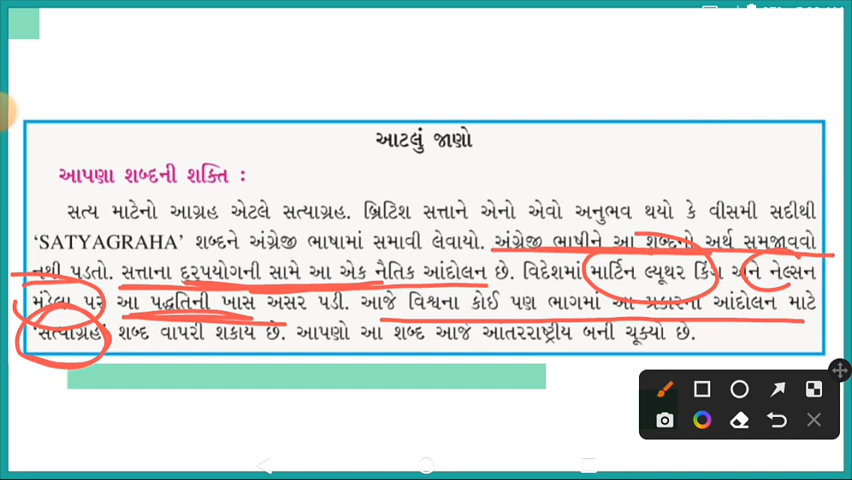 આટલું જાણો
આપણા શબ્દની શક્તિ :
સત્ય માટેનો આગ્રહ એટલે સત્યાગ્રહ. બ્રિટિશ સત્તાને એનો એવો અનુભવ થયો કે વીસમી સદીથી
‘SATYAGRAHA’ શબ્દને અંગ્રેજી ભાષામાં સમાવી લેવાયો. અંગ્રેજી ભાષીને આ શબ્દનો અર્થ સમજાવવો
નથી પડતો. સત્તાના દુરુપયોગની સામે આ એક નૈતિક આંદોલન છે. વિદેશમાં માર્ટિન લ્યૂથર કિંગ અને નેલ્સન
મંડેલા પર આ પદ્ધતિની ખાસ અસર પડી. આજે વિશ્વના કોઈ પણ ભાગમાં આ પ્રકારના આંદોલન માટે
‘સત્યાગ્રહ’ શબ્દ વાપરી શકાય છે. આપણો આ શબ્દ આજે આંતરરાષ્ટ્રીય બની ચૂક્યો છે.